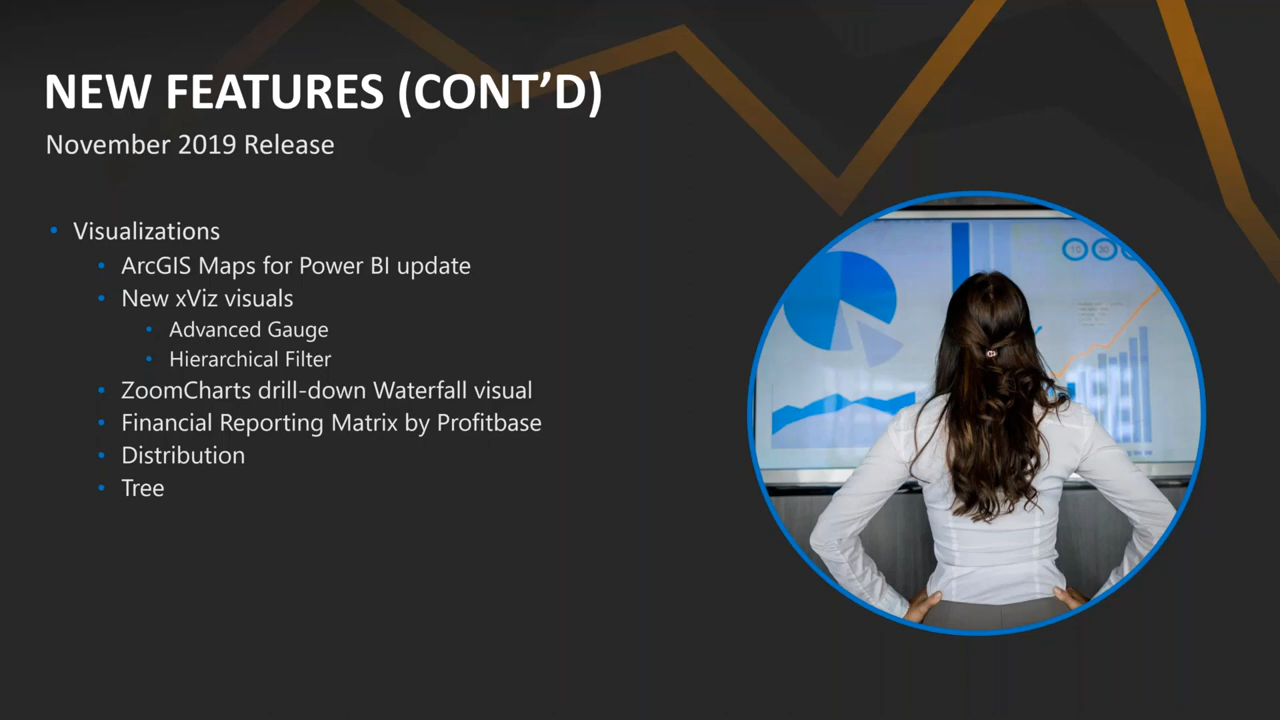 NEW FEATURES (CONT’D)
November 2019 Release
• Visualizations
• ArcGIS Maps for Power BI update
• New xViz visuals
• Advanced Gauge
• Hierarchical Filter
• ZoomCharts drill-down Waterfall visual
• Financial Reporting Matrix by Profitbase
• Distribution
• Tree